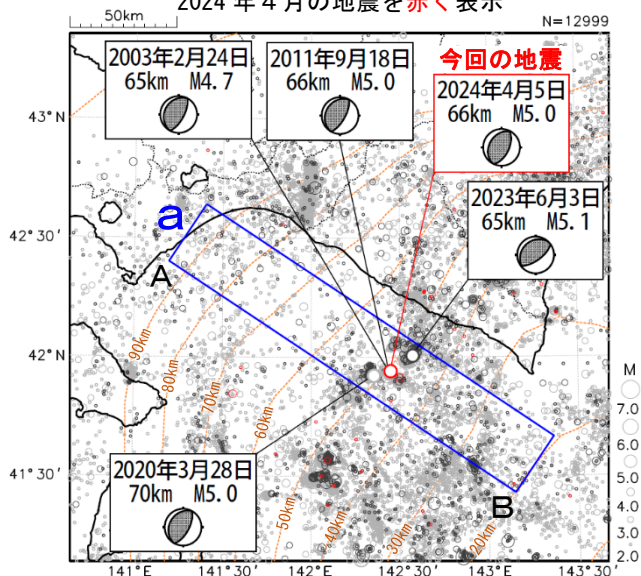 2024年4月の地震を赤く表示
50km
N=12999
2003年2月24日
65km M4.7
2011年9月18日
66km M5.0
今回の地震
2024年4月5日
66km M5.0
2023年6月3日
65km M5.1
2020年3月28日
70km M5.0
a
A
B
90km
80km
70km
60km
50km
40km
30km
20km
43°N
42°30′
42°N
41°30′
141°E
141°30′
142°E
142°30′
143°E
143°30′
M
7.0
6.0
5.0
4.0
3.0
2.0